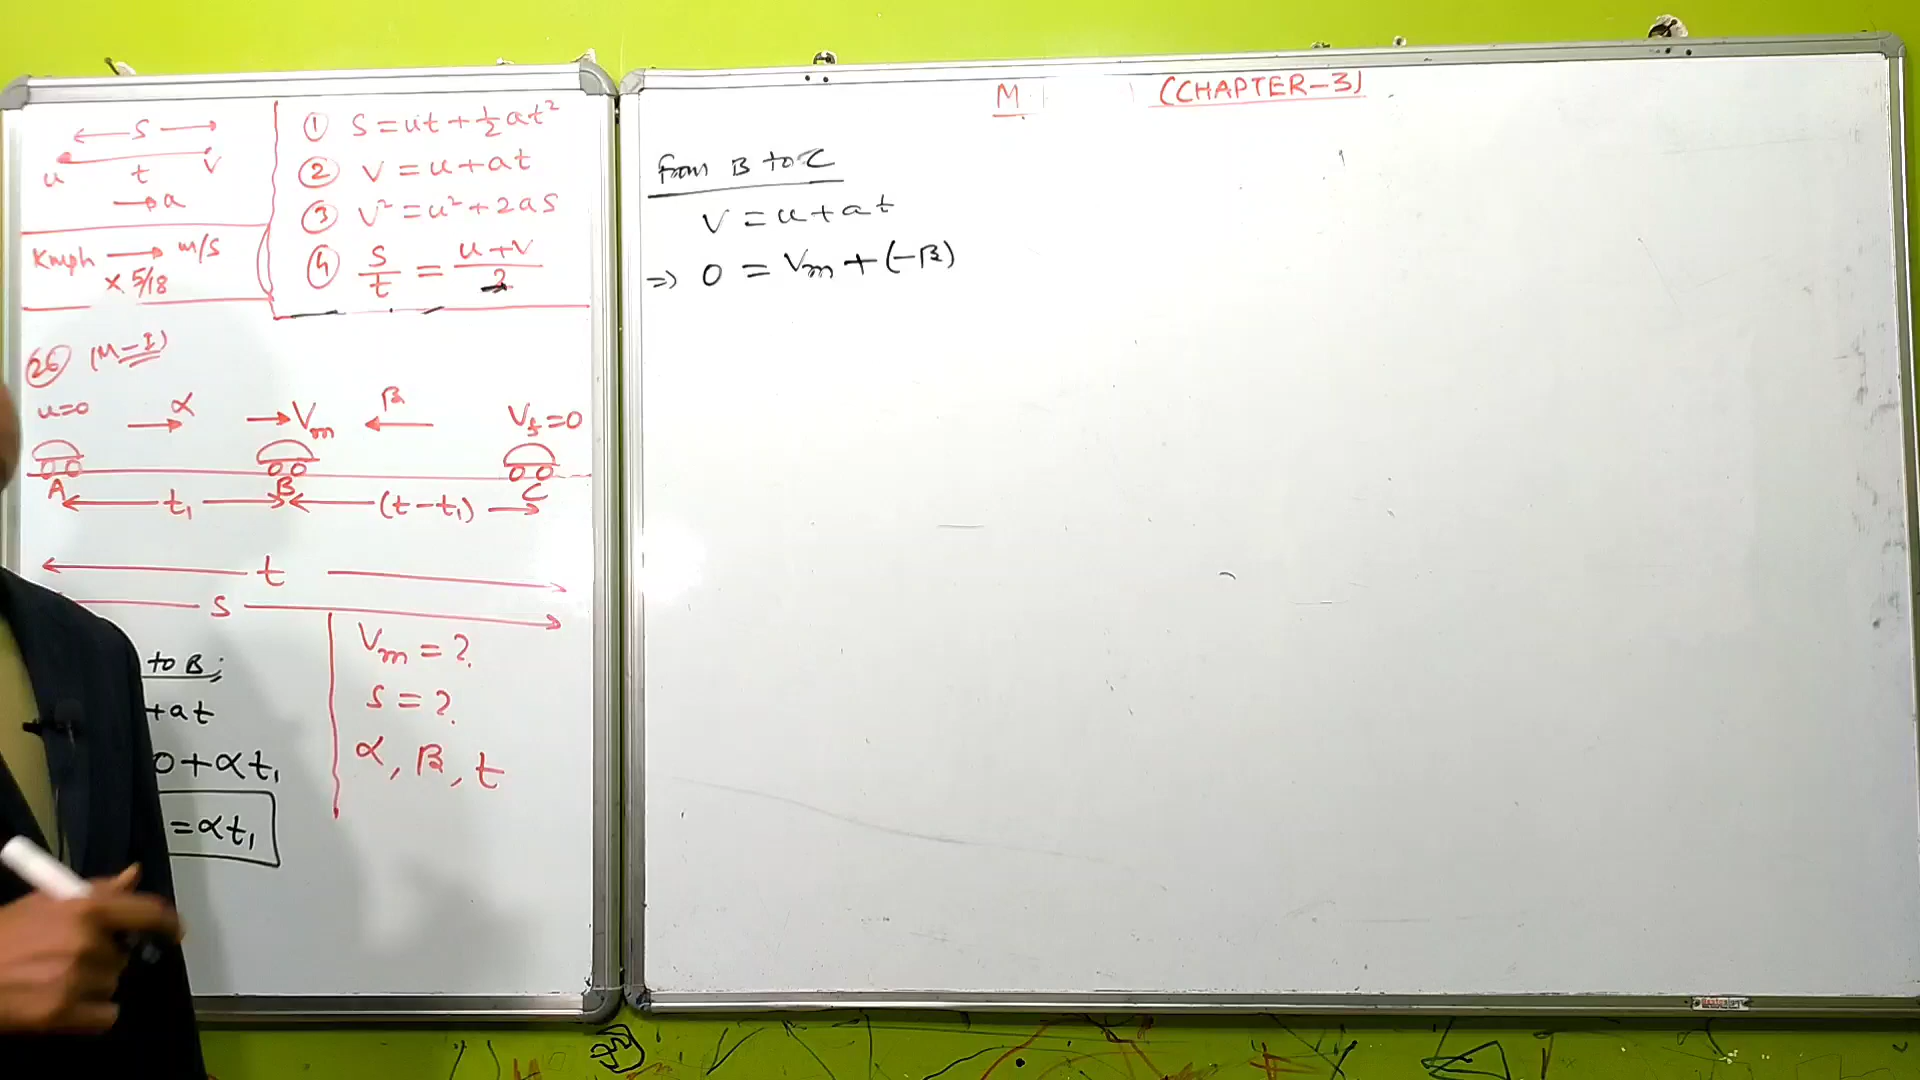 S
u t v
→a
Kmph → m/s
× 5/18
① S = ut + ½at²
② V = u + at
③ V² = u² + 2as
④ S/t = (u+v)/2
26 (M-I)
u=0 → α → Vm ← β Vf=0
A B C
t₁ (t-t₁)
t
S
to B;
+at
0+αt₁
=αt₁
Vm = ?
S = ?
α, β, t
M (CHAPTER-3)
from B to C
V = u + at
⇒ 0 = Vm + (-β)